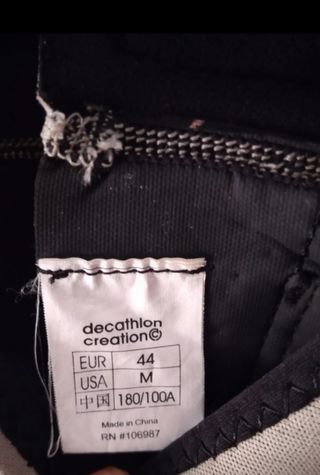 decathlon
creation©
EUR 44
USA M
中国 180/100A
Made in China
RN #106987